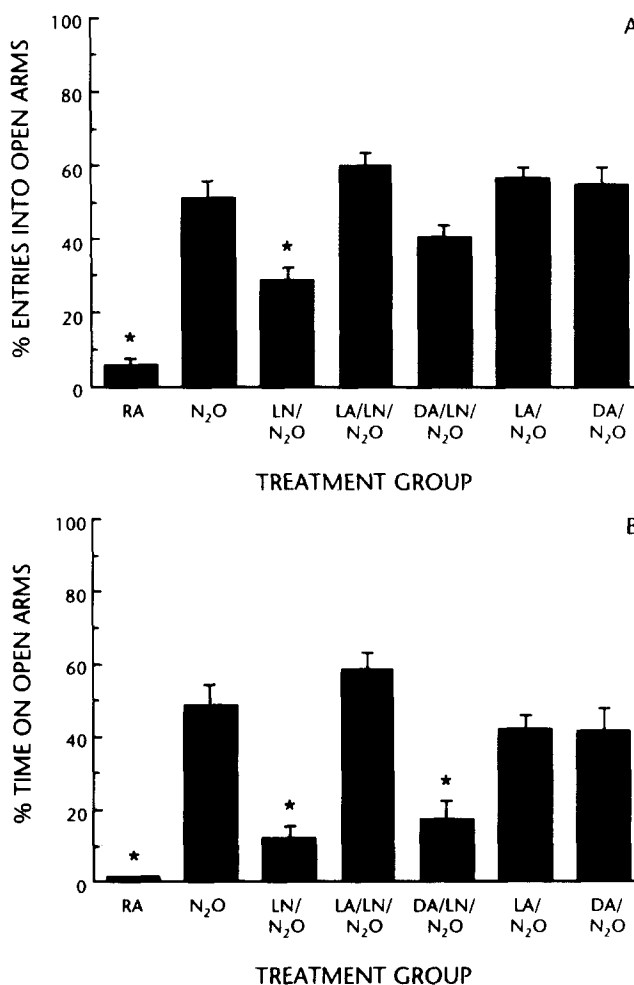 A
% ENTRIES INTO OPEN ARMS
100
80
60
40
20
0
*
*
RA
N₂O
LN/
N₂O
LA/LN/
N₂O
DA/LN/
N₂O
LA/
N₂O
DA/
N₂O
TREATMENT GROUP
B
% TIME ON OPEN ARMS
100
80
60
40
20
0
*
*
*
RA
N₂O
LN/
N₂O
LA/LN/
N₂O
DA/LN/
N₂O
LA/
N₂O
DA/
N₂O
TREATMENT GROUP